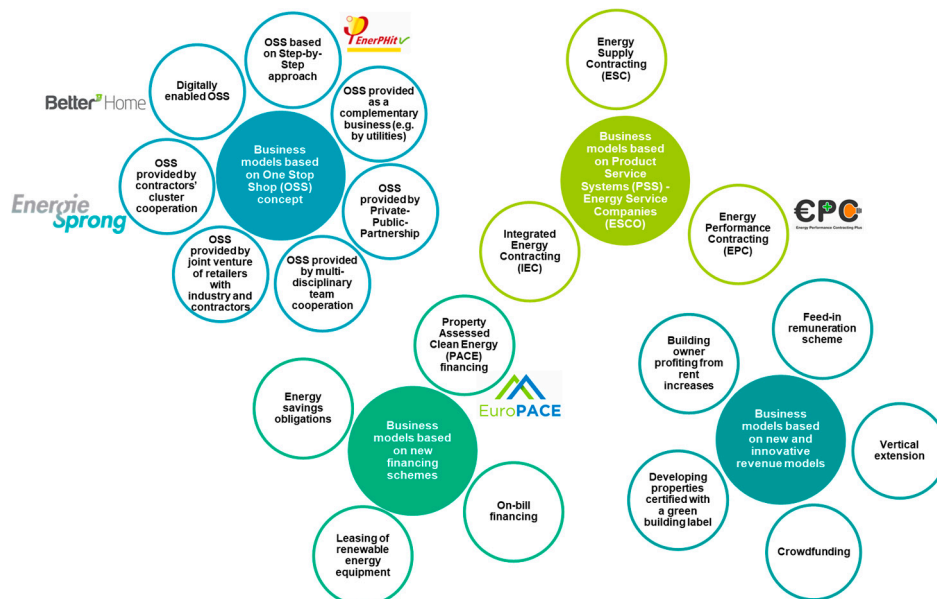 EnerPHit
OSS based
on Step-by-
Step
approach
Digitally
enabled OSS
Better Home
OSS provided
as a
complementary
business (e.g.
by utilities)
Business
models based
on One Stop
Shop (OSS)
concept
OSS
provided by
contractors'
cluster
cooperation
Energie
Sprong
OSS
provided by
Private-
Public-
Partnership
OSS
provided by
joint venture
of retailers
with
industry and
contractors
OSS provided
by multi-
disciplinary
team
cooperation
Energy
Supply
Contracting
(ESC)
Business
models based
on Product
Service
Systems (PSS) -
Energy Service
Companies
(ESCO)
Integrated
Energy
Contracting
(IEC)
Energy
Performance
Contracting
(EPC)
€PC
Energy Performance Contracting Plus
Property
Assessed
Clean Energy
(PACE)
financing
EuroPACE
Energy
savings
obligations
Business
models based
on new
financing
schemes
On-bill
financing
Leasing of
renewable
energy
equipment
Feed-in
remuneration
scheme
Building
owner
profiting from
rent
increases
Business
models based
on new and
innovative
revenue models
Vertical
extension
Developing
properties
certified with
a green
building label
Crowdfunding